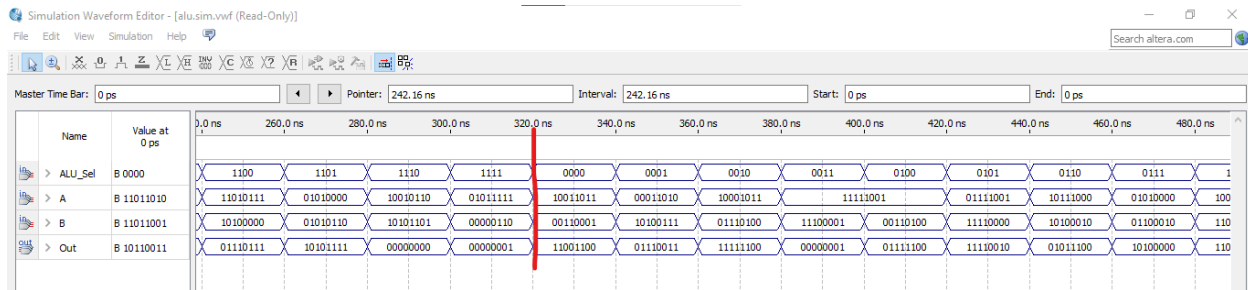 Simulation Waveform Editor - [alu.sim.vwf (Read-Only)]
File Edit View Simulation Help
Search altera.com
Master Time Bar: 0 ps Pointer: 242.16 ns Interval: 242.16 ns Start: 0 ps End: 0 ps
Name Value at 0 ps
260.0 ns 280.0 ns 300.0 ns 320.0 ns 340.0 ns 360.0 ns 380.0 ns 400.0 ns 420.0 ns 440.0 ns 460.0 ns 480.0 ns
ALU_Sel B 0000 1100 1101 1110 1111 0000 0001 0010 0011 0100 0101 0110 0111 1
A B 11011010 11010111 01010000 10010110 01011111 10011011 00011010 10001011 11111001 01111001 10111000 01010000 100
B B 11011001 10100000 01010110 10101101 00000110 00110001 10100111 01110100 11100001 00110100 11110000 10100010 01100010 110
Out B 10110011 01110111 10101111 00000000 00000001 11001100 01110011 11111100 00000001 01111100 11110010 01011100 10100000 110